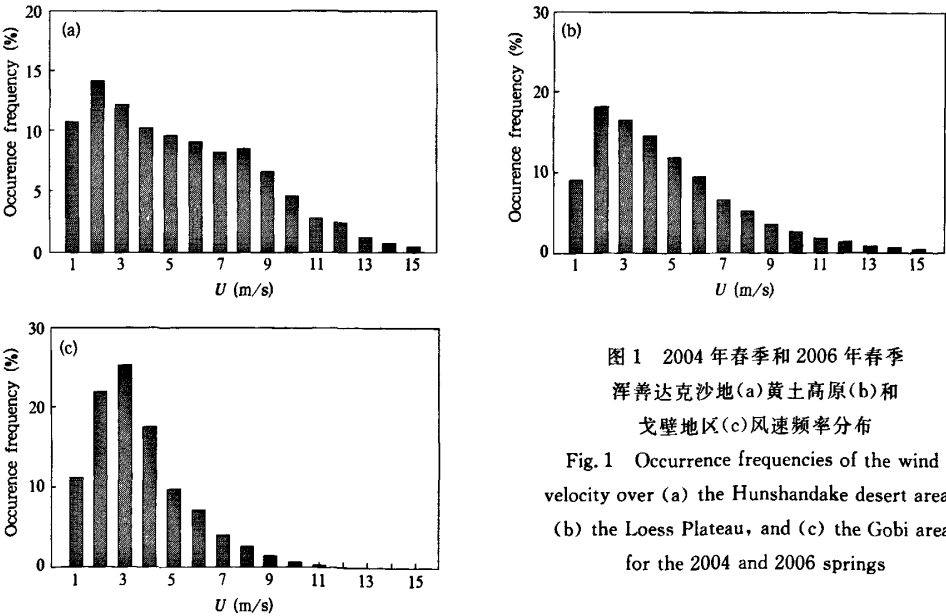 20
(a)
15
10
5
0
Occurence frequency (%)
1 3 5 7 9 11 13 15
U (m/s)
30
(b)
20
10
0
Occurence frequency (%)
1 3 5 7 9 11 13 15
U (m/s)
30
(c)
20
10
0
Occurence frequency (%)
1 3 5 7 9 11 13 15
U (m/s)
图 1 2004 年春季和 2006 年春季
浑善达克沙地(a)黄土高原(b)和
戈壁地区(c)风速频率分布
Fig. 1 Occurrence frequencies of the wind
velocity over (a) the Hunshandake desert area
(b) the Loess Plateau, and (c) the Gobi area
for the 2004 and 2006 springs